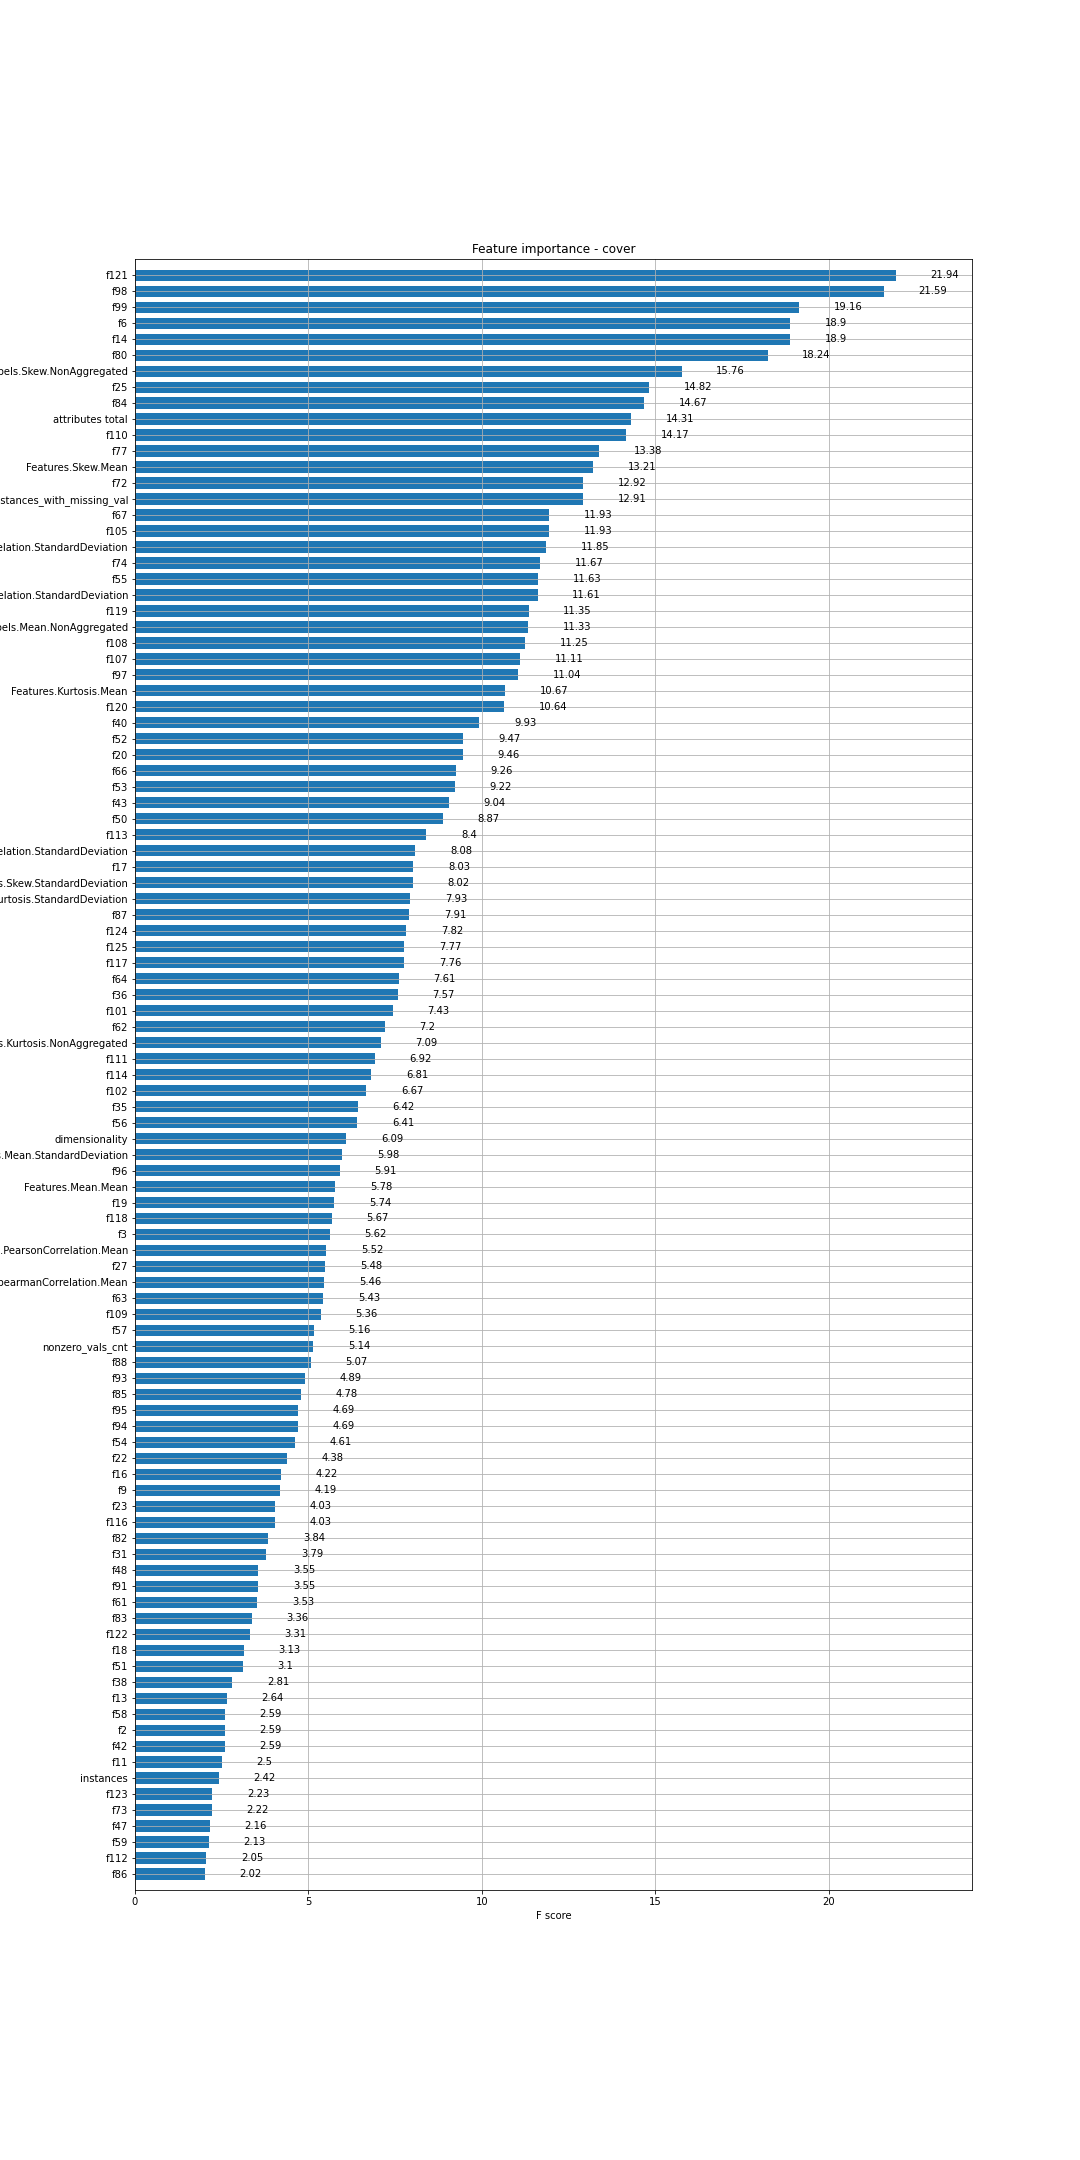 Feature importance - cover
f121 21.94
f98 21.59
f99 19.16
f6 18.9
f14 18.9
f80 18.24
bels.Skew.NonAggregated 15.76
f25 14.82
f84 14.67
attributes total 14.31
f110 14.17
f77 13.38
Features.Skew.Mean 13.21
f72 12.92
stances_with_missing_val 12.91
f67 11.93
f105 11.93
elation.StandardDeviation 11.85
f74 11.67
f55 11.63
elation.StandardDeviation 11.61
f119 11.35
bels.Mean.NonAggregated 11.33
f108 11.25
f107 11.11
f97 11.04
Features.Kurtosis.Mean 10.67
f120 10.64
f40 9.93
f52 9.47
f20 9.46
f66 9.26
f53 9.22
f43 9.04
f50 8.87
f113 8.4
elation.StandardDeviation 8.08
f17 8.03
s.Skew.StandardDeviation 8.02
urtosis.StandardDeviation 7.93
f87 7.91
f124 7.82
f125 7.77
f117 7.76
f64 7.61
f36 7.57
f101 7.43
f62 7.2
s.Kurtosis.NonAggregated 7.09
f111 6.92
f114 6.81
f102 6.67
f35 6.42
f56 6.41
dimensionality 6.09
s.Mean.StandardDeviation 5.98
f96 5.91
Features.Mean.Mean 5.78
f19 5.74
f118 5.67
f3 5.62
.PearsonCorrelation.Mean 5.52
f27 5.48
pearmanCorrelation.Mean 5.46
f63 5.43
f109 5.36
f57 5.16
nonzero_vals_cnt 5.14
f88 5.07
f93 4.89
f85 4.78
f95 4.69
f94 4.69
f54 4.61
f22 4.38
f16 4.22
f9 4.19
f23 4.03
f116 4.03
f82 3.84
f31 3.79
f48 3.55
f91 3.55
f61 3.53
f83 3.36
f122 3.31
f18 3.13
f51 3.1
f38 2.81
f13 2.64
f58 2.59
f2 2.59
f42 2.59
f11 2.5
instances 2.42
f123 2.23
f73 2.22
f47 2.16
f59 2.13
f112 2.05
f86 2.02
0 5 10 15 20
F score